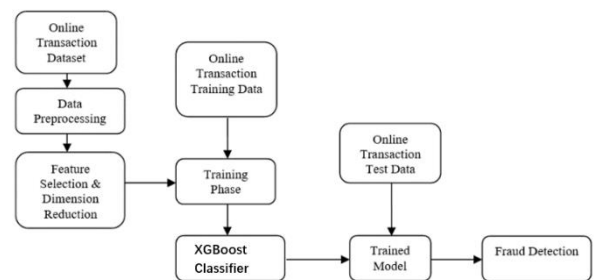 Online
Transaction
Dataset
Data
Preprocessing
Feature
Selection &
Dimension
Reduction
Online
Transaction
Training Data
Training
Phase
XGBoost
Classifier
Online
Transaction
Test Data
Trained
Model
Fraud Detection